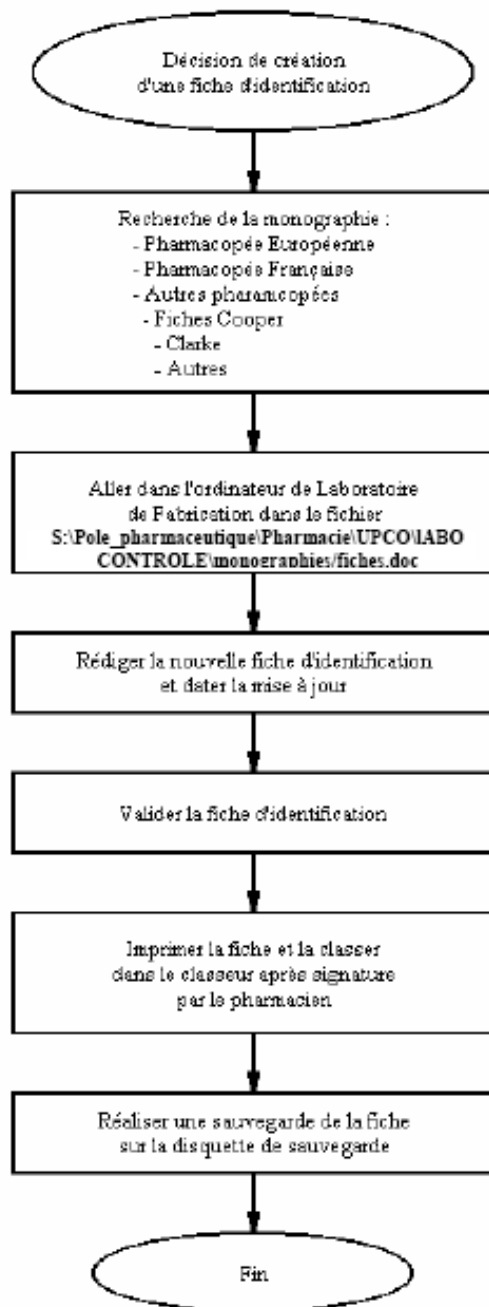 Décision de création
d'une fiche d'identification
Recherche de la monographie :
- Pharmacopée Européenne
- Pharmacopée Française
- Autres pharamcopées
- Fiches Cooper
- Clarke
- Autres
Aller dans l'ordinateur de Laboratoire
de Fabrication dans le fichier
S:\Pole_pharmaceutique\Pharmacie\UPCO\lABO
CONTROLE\monographies/fiches.doc
Rédiger la nouvelle fiche d'identification
et dater la mise à jour
Valider la fiche d'identification
Imprimer la fiche et la classer
dans le classeur après signature
par le pharmacien
Réaliser une sauvegarde de la fiche
sur la disquette de sauvegarde
Fin